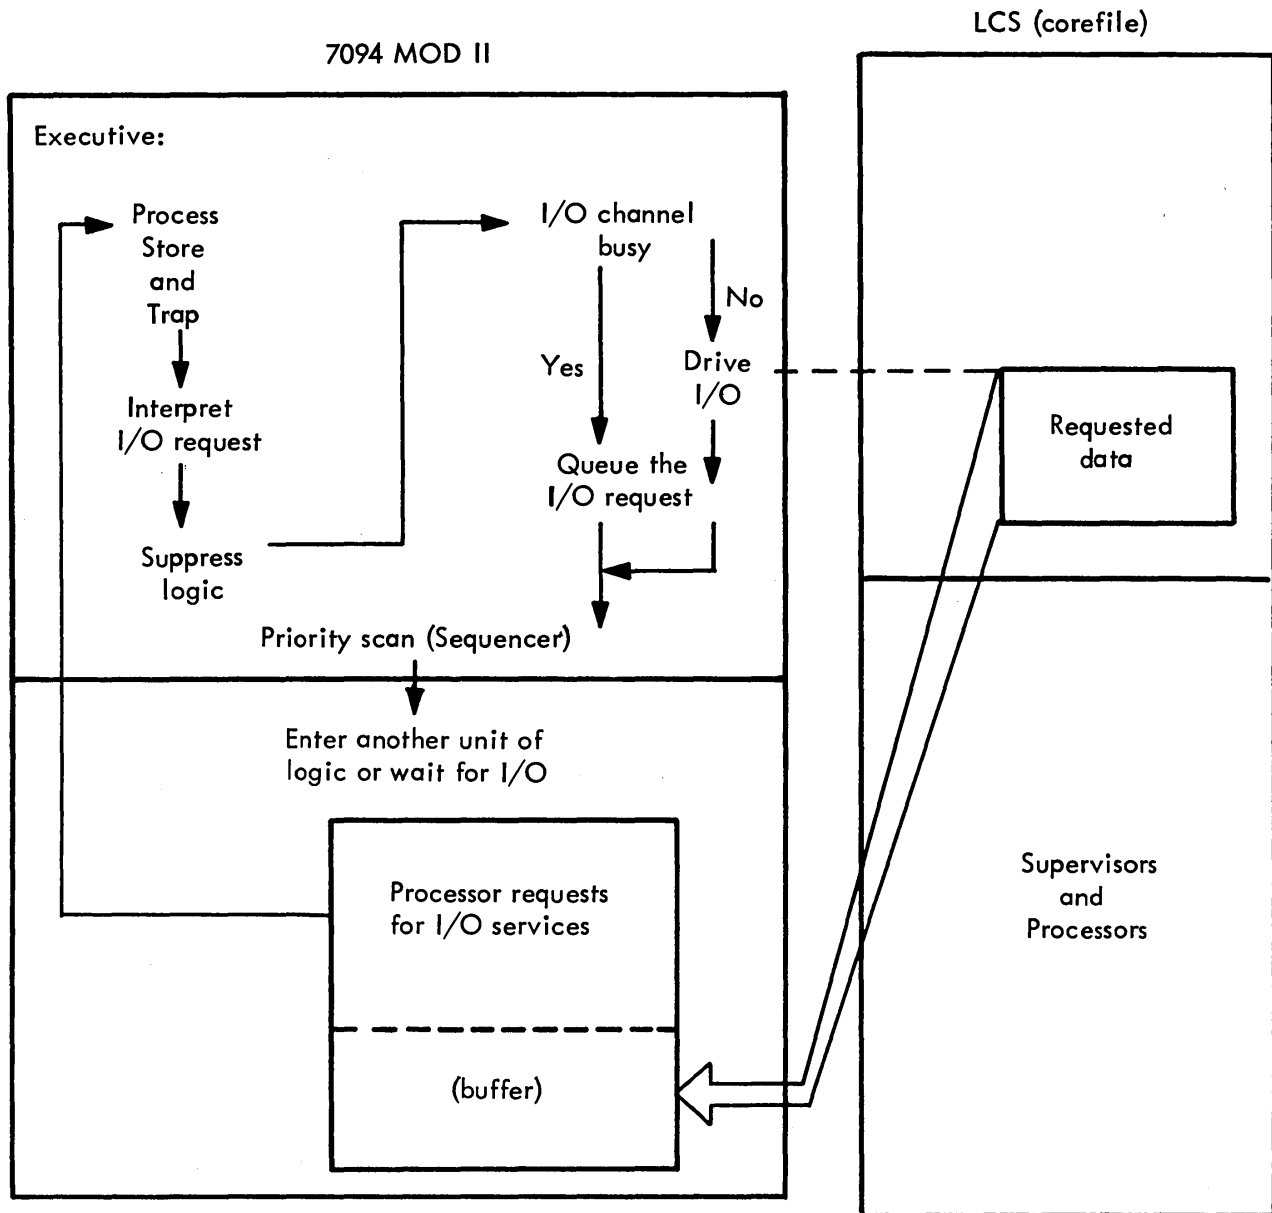 LCS (corefile)
7094 MOD II
Executive:
Process
Store
and
Trap
Interpret
I/O request
Suppress
logic
I/O channel
busy
No
Yes
Drive
I/O
Queue the
I/O request
Priority scan (Sequencer)
Enter another unit of
logic or wait for I/O
Processor requests
for I/O services
(buffer)
Requested
data
Supervisors
and
Processors